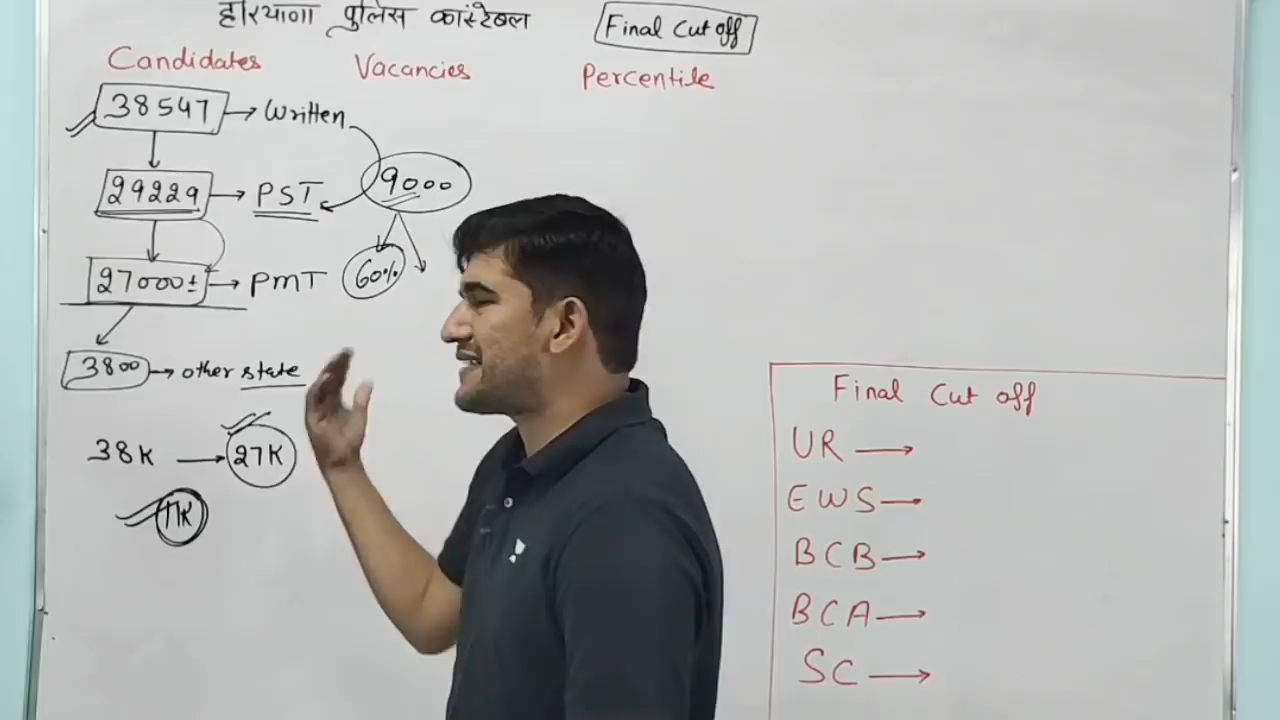 हरियाणा पुलिस कांस्टेबल
Final Cut off
Candidates Vacancies Percentile
38547 → Written
9000
29229 → PST
60%
27000± → PMT
3800 → other state
38K → 27K
11K
Final Cut off
UR →
EWS →
BCB →
BCA →
SC →